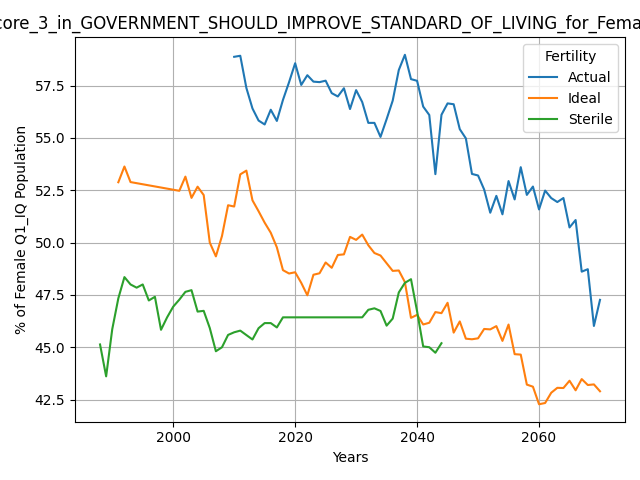 core_3_in_GOVERNMENT_SHOULD_IMPROVE_STANDARD_OF_LIVING_for_Fema
Fertility
Actual
Ideal
Sterile
% of Female Q1_IQ Population
57.5
55.0
52.5
50.0
47.5
45.0
42.5
2000
2020
2040
2060
Years